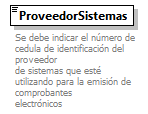 ProveedorSistemas
Se debe indicar el número de
cedula de identificación del
proveedor
de sistemas que esté
utilizando para la emisión de
comprobantes
electrónicos